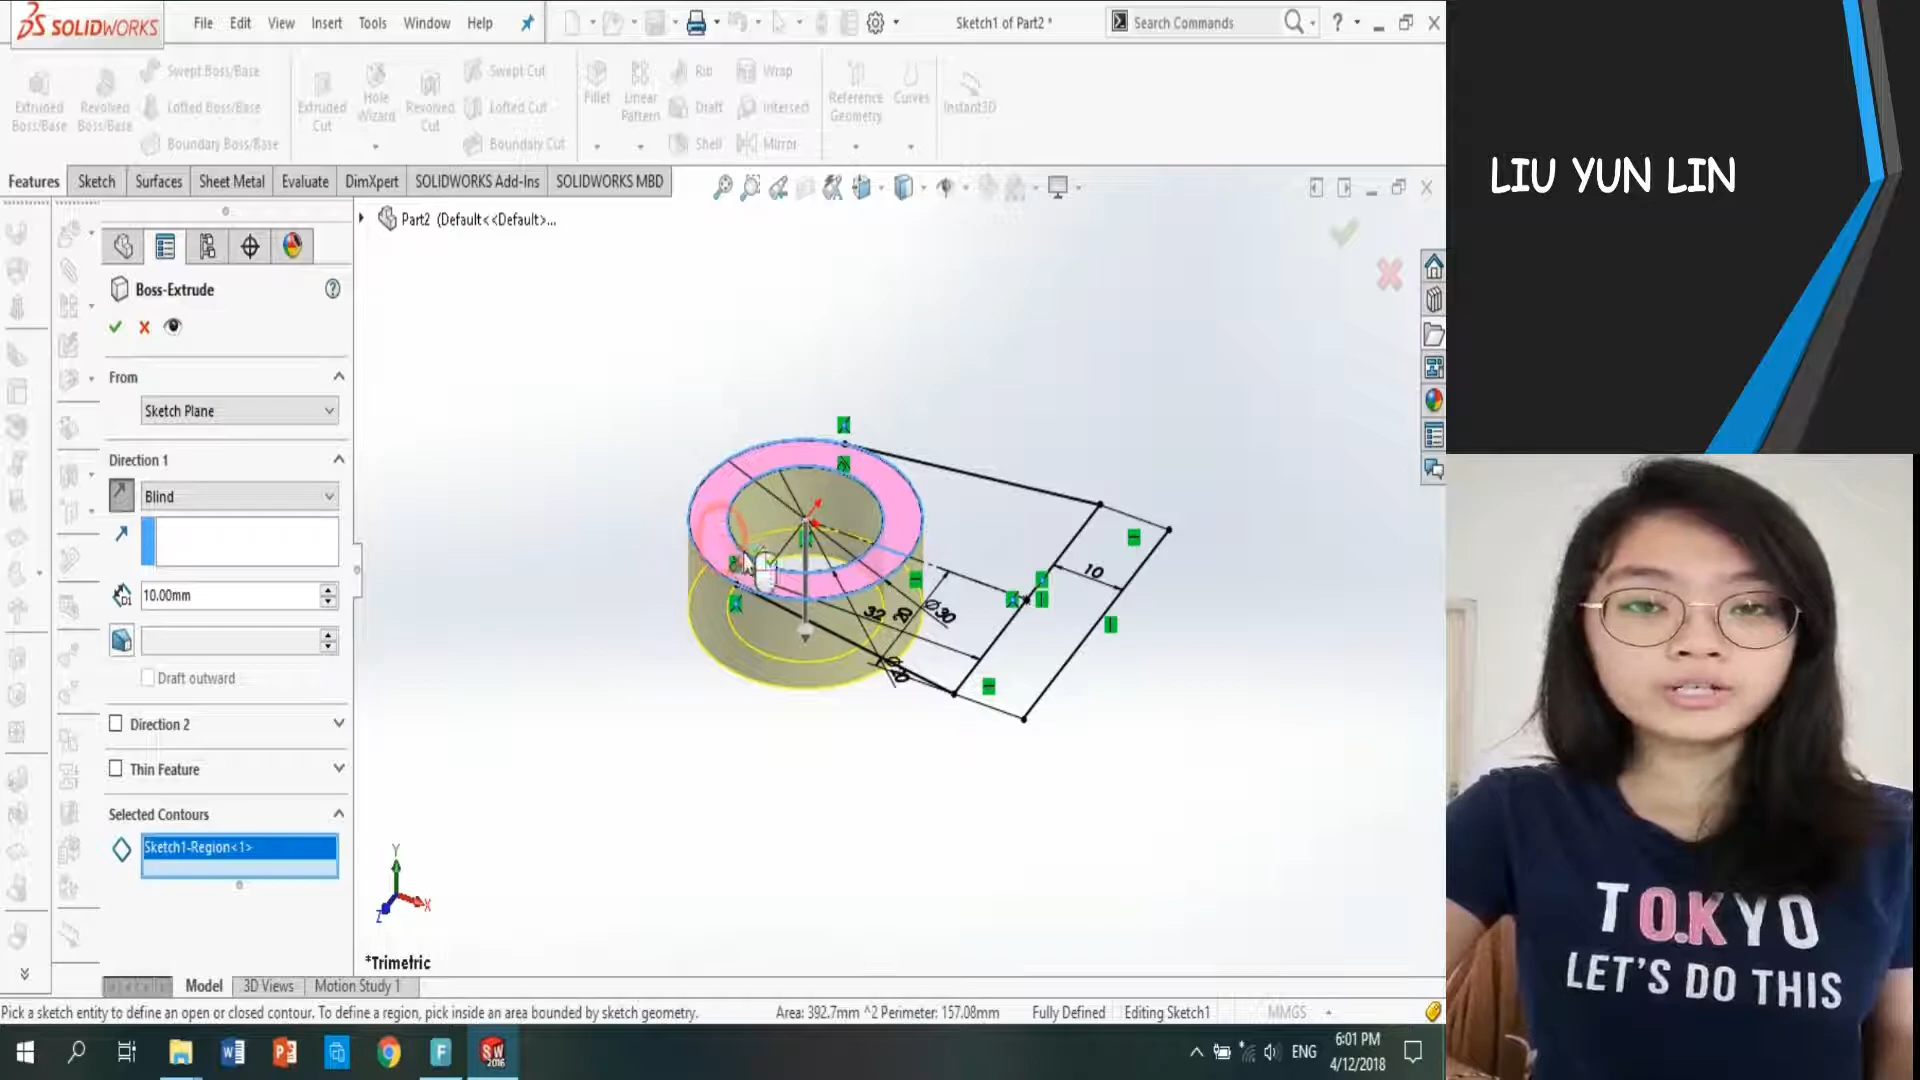 SOLIDWORKS
File Edit View Insert Tools Window Help
Sketch1 of Part2 *
Search Commands
Extruded Boss/Base
Revolved Boss/Base
Swept Boss/Base
Lofted Boss/Base
Boundary Boss/Base
Extruded Cut
Hole Wizard
Revolved Cut
Swept Cut
Lofted Cut
Boundary Cut
Fillet
Linear Pattern
Rib
Draft
Shell
Wrap
Intersect
Mirror
Reference Geometry
Curves
Instant3D
Features Sketch Surfaces Sheet Metal Evaluate DimXpert SOLIDWORKS Add-Ins SOLIDWORKS MBD
Part2 (Default<<Default>...
Boss-Extrude
From
Sketch Plane
Direction 1
Blind
10.00mm
Draft outward
Direction 2
Thin Feature
Selected Contours
Sketch1-Region<1>
10
32
20
Ø30
Ø20
Y
X
Z
*Trimetric
Model 3D Views Motion Study 1
Pick a sketch entity to define an open or closed contour. To define a region, pick inside an area bounded by sketch geometry.
Area: 392.7mm ^2 Perimeter: 157.08mm
Fully Defined
Editing Sketch1
MMGS
ENG
6:01 PM
4/12/2018
SW
2016
LIU YUN LIN
TOKYO
LET'S DO THIS